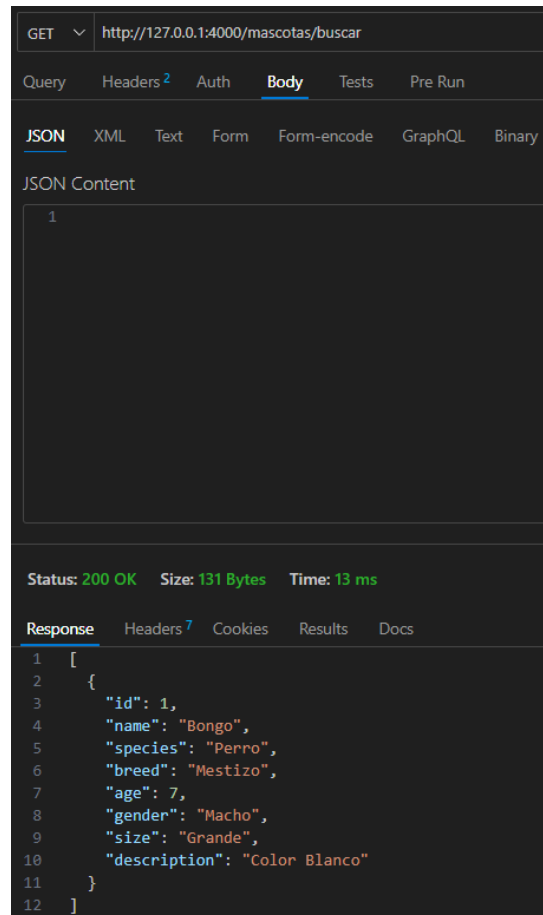 GET http://127.0.0.1:4000/mascotas/buscar
Query Headers 2 Auth Body Tests Pre Run
JSON XML Text Form Form-encode GraphQL Binary
JSON Content
1
Status: 200 OK Size: 131 Bytes Time: 13 ms
Response Headers 7 Cookies Results Docs
1 [
2 {
3 "id": 1,
4 "name": "Bongo",
5 "species": "Perro",
6 "breed": "Mestizo",
7 "age": 7,
8 "gender": "Macho",
9 "size": "Grande",
10 "description": "Color Blanco"
11 }
12 ]